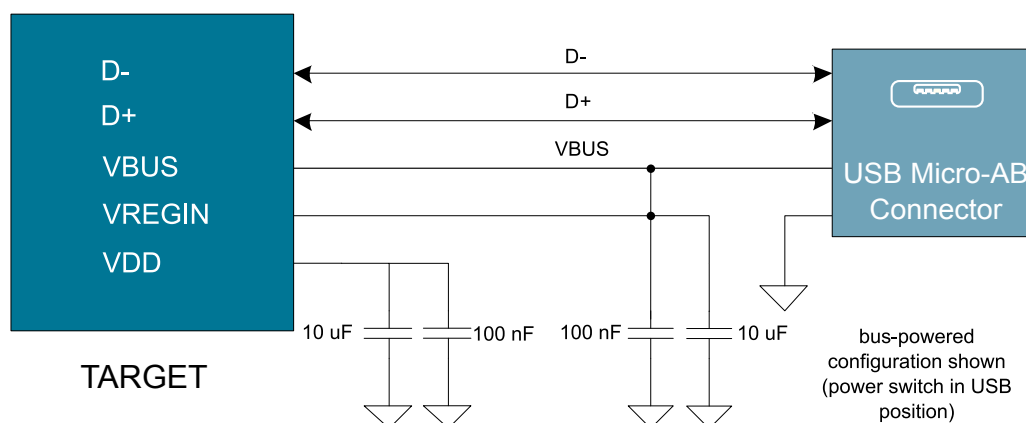 D-
D+
VBUS
VREGIN
VDD
TARGET
D-
D+
VBUS
USB Micro-AB
Connector
10 uF
100 nF
100 nF
10 uF
bus-powered
configuration shown
(power switch in USB
position)